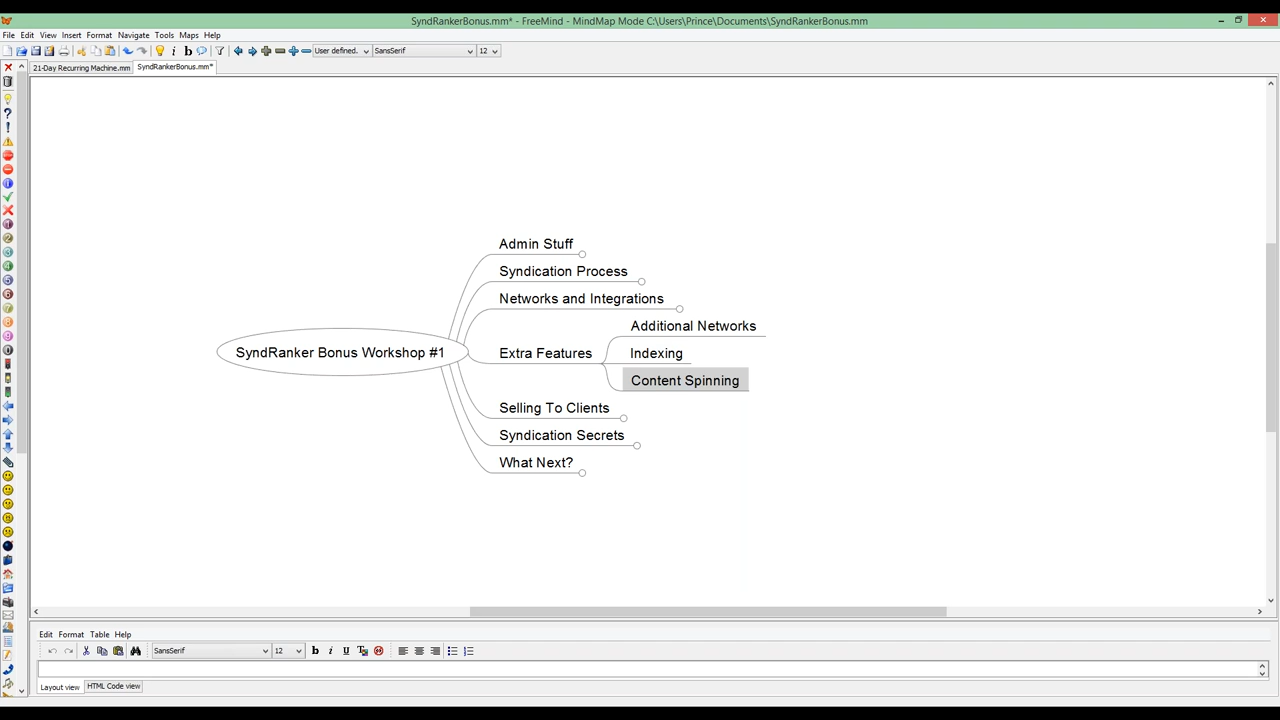 SyndRankerBonus.mm* - FreeMind - MindMap Mode C:\Users\Prince\Documents\SyndRankerBonus.mm
File Edit View Insert Format Navigate Tools Maps Help
User defined. SansSerif 12
21-Day Recurring Machine.mm SyndRankerBonus.mm*
Admin Stuff
Syndication Process
Networks and Integrations
Additional Networks
SyndRanker Bonus Workshop #1 Extra Features Indexing
Content Spinning
Selling To Clients
Syndication Secrets
What Next?
Edit Format Table Help
SansSerif 12
Layout view HTML Code view